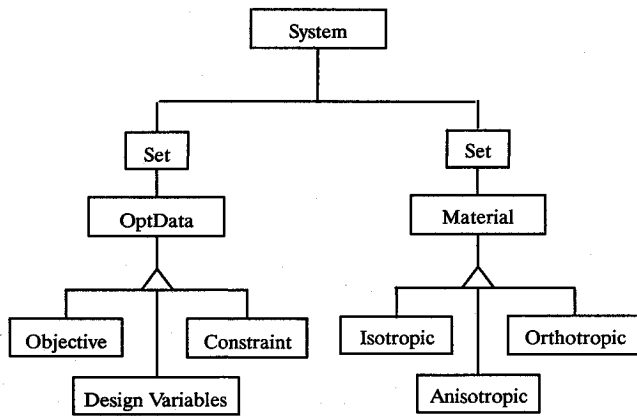 System
Set
Set
OptData
Material
Objective
Constraint
Isotropic
Orthotropic
Design Variables
Anisotropic